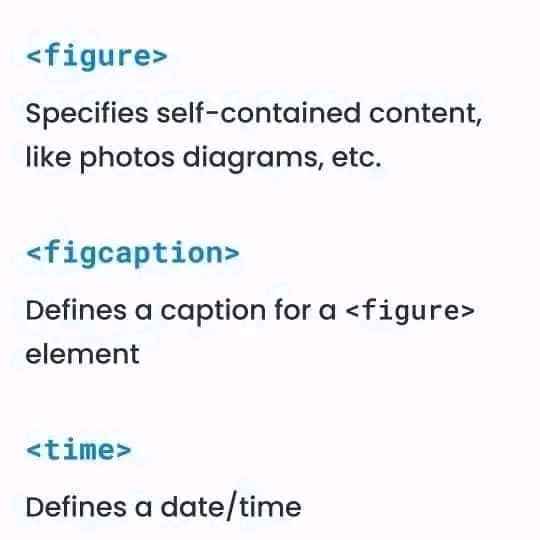 <figure>
Specifies self-contained content,
like photos diagrams, etc.
<figcaption>
Defines a caption for a <figure>
element
<time>
Defines a date/time